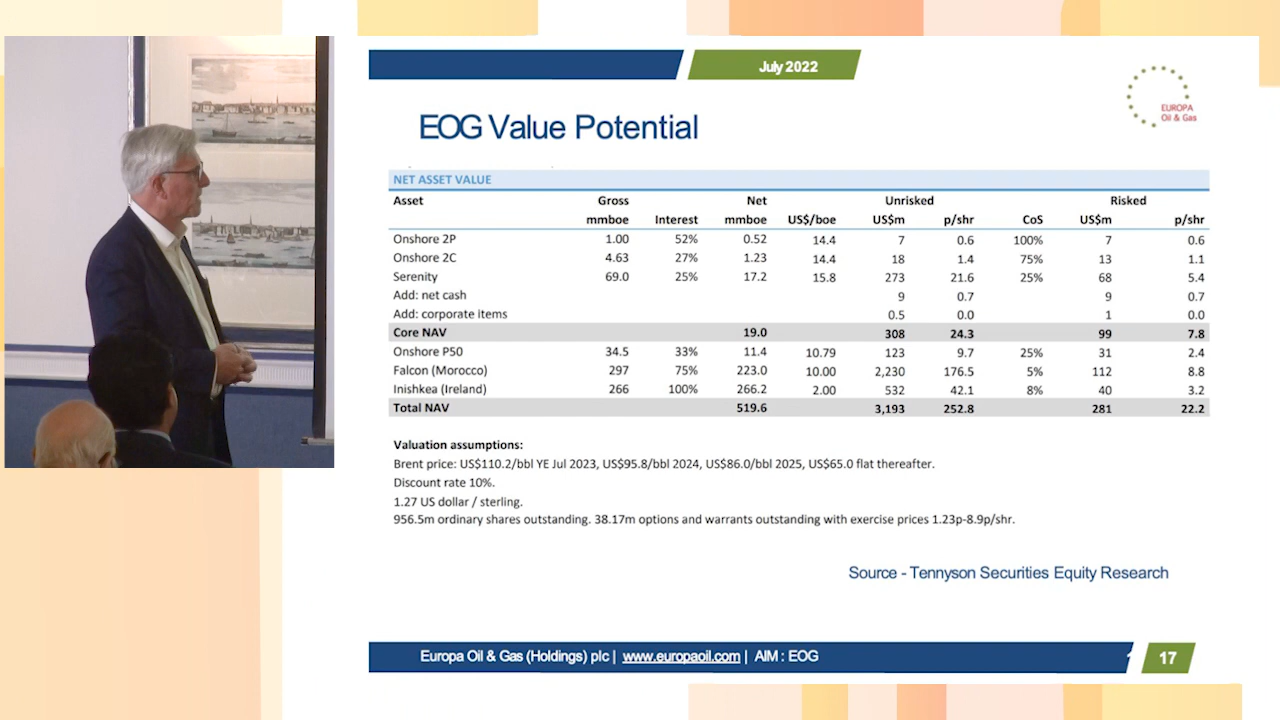 July 2022
EUROPA
Oil & Gas
EOG Value Potential
NET ASSET VALUE
Asset Gross Net Unrisked Risked
mmboe Interest mmboe US$/boe US$m p/shr CoS US$m p/shr
Onshore 2P 1.00 52% 0.52 14.4 7 0.6 100% 7 0.6
Onshore 2C 4.63 27% 1.23 14.4 18 1.4 75% 13 1.1
Serenity 69.0 25% 17.2 15.8 273 21.6 25% 68 5.4
Add: net cash 9 0.7 9 0.7
Add: corporate items 0.5 0.0 1 0.0
Core NAV 19.0 308 24.3 99 7.8
Onshore P50 34.5 33% 11.4 10.79 123 9.7 25% 31 2.4
Falcon (Morocco) 297 75% 223.0 10.00 2,230 176.5 5% 112 8.8
Inishkea (Ireland) 266 100% 266.2 2.00 532 42.1 8% 40 3.2
Total NAV 519.6 3,193 252.8 281 22.2
Valuation assumptions:
Brent price: US$110.2/bbl YE Jul 2023, US$95.8/bbl 2024, US$86.0/bbl 2025, US$65.0 flat thereafter.
Discount rate 10%.
1.27 US dollar / sterling.
956.5m ordinary shares outstanding. 38.17m options and warrants outstanding with exercise prices 1.23p-8.9p/shr.
Source - Tennyson Securities Equity Research
Europa Oil & Gas (Holdings) plc | www.europaoil.com | AIM : EOG
17